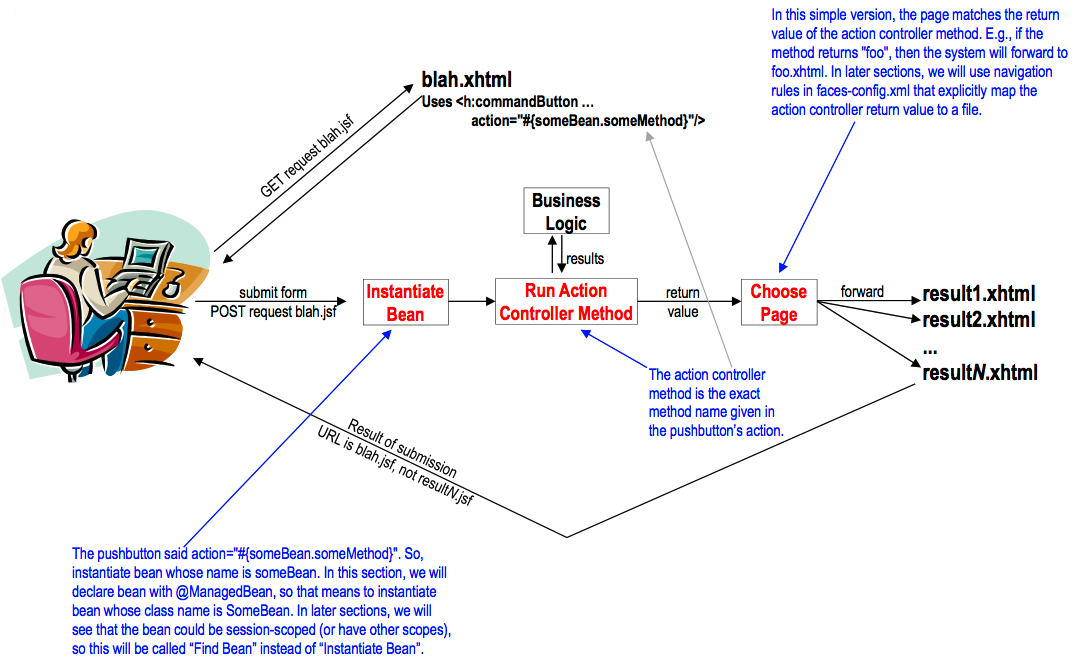 In this simple version, the page matches the return
value of the action controller method. E.g., if the
method returns "foo", then the system will forward to
foo.xhtml. In later sections, we will use navigation
rules in faces-config.xml that explicitly map the
action controller return value to a file.
blah.xhtml
Uses <h:commandButton …
action="#{someBean.someMethod}"/>
GET request blah.jsf
Business
Logic
results
submit form
POST request blah.jsf
Instantiate
Bean
Run Action
Controller Method
return
value
Choose
Page
forward
result1.xhtml
result2.xhtml
...
resultN.xhtml
The action controller
method is the exact
method name given in
the pushbutton’s action.
Result of submission
URL is blah.jsf, not resultN.jsf
The pushbutton said action="#{someBean.someMethod}". So,
instantiate bean whose name is someBean. In this section, we will
declare bean with @ManagedBean, so that means to instantiate
bean whose class name is SomeBean. In later sections, we will
see that the bean could be session-scoped (or have other scopes),
so this will be called “Find Bean” instead of “Instantiate Bean”.